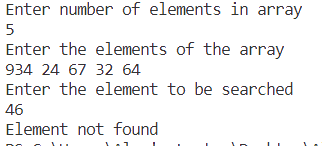 Enter number of elements in array
5
Enter the elements of the array
934 24 67 32 64
Enter the element to be searched
46
Element not found